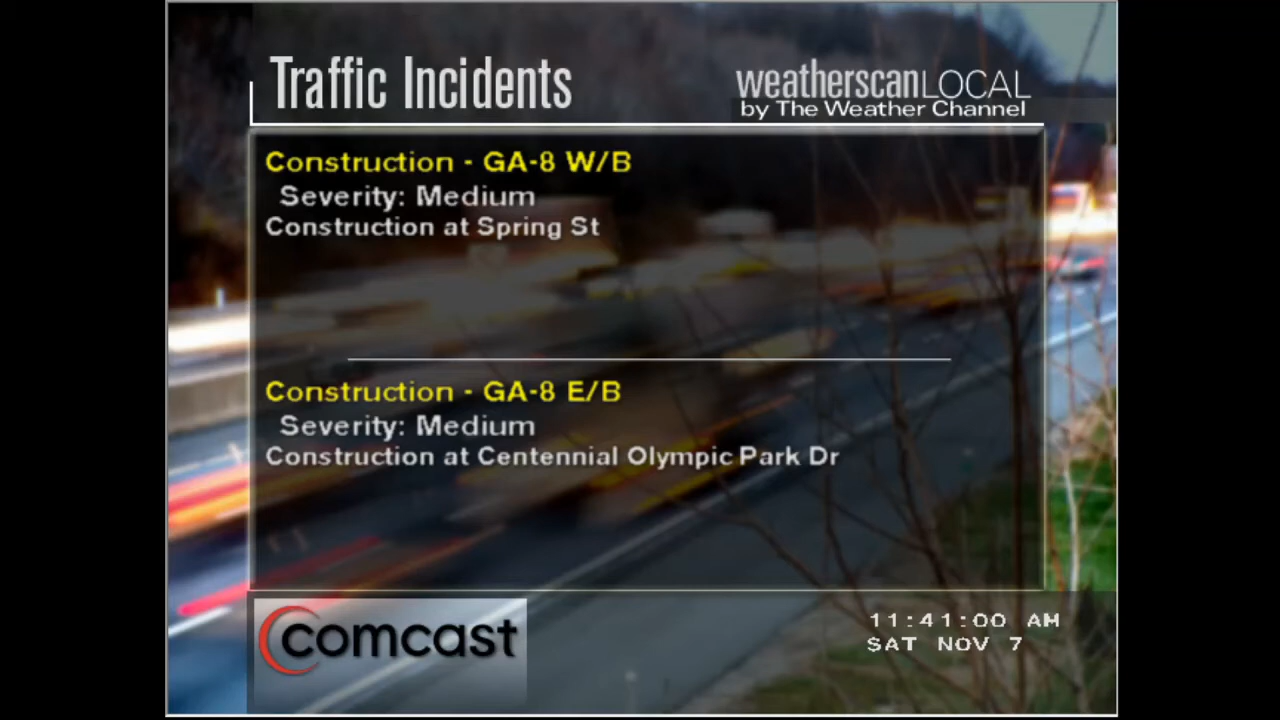 Traffic Incidents
weatherscanLOCAL
by The Weather Channel
Construction - GA-8 W/B
Severity: Medium
Construction at Spring St
Construction - GA-8 E/B
Severity: Medium
Construction at Centennial Olympic Park Dr
comcast
11:41:00 AM
SAT NOV 7